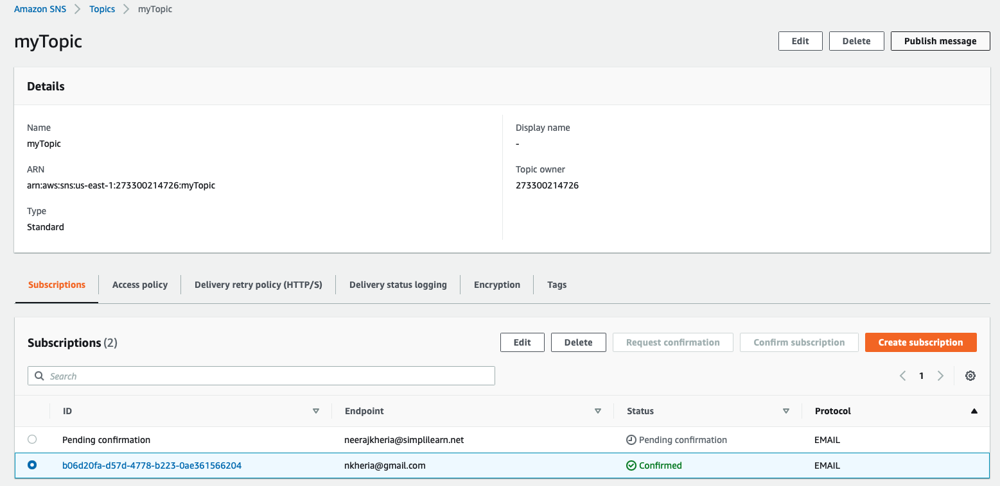 Amazon SNS > Topics > myTopic
myTopic Edit Delete Publish message
Details
Name Display name
myTopic -
ARN Topic owner
arn:aws:sns:us-east-1:273300214726:myTopic 273300214726
Type
Standard
Subscriptions Access policy Delivery retry policy (HTTP/S) Delivery status logging Encryption Tags
Subscriptions (2) Edit Delete Request confirmation Confirm subscription Create subscription
Search 1
ID Endpoint Status Protocol
Pending confirmation neerajkheria@simplilearn.net Pending confirmation EMAIL
b06d20fa-d57d-4778-b223-0ae361566204 nkheria@gmail.com Confirmed EMAIL